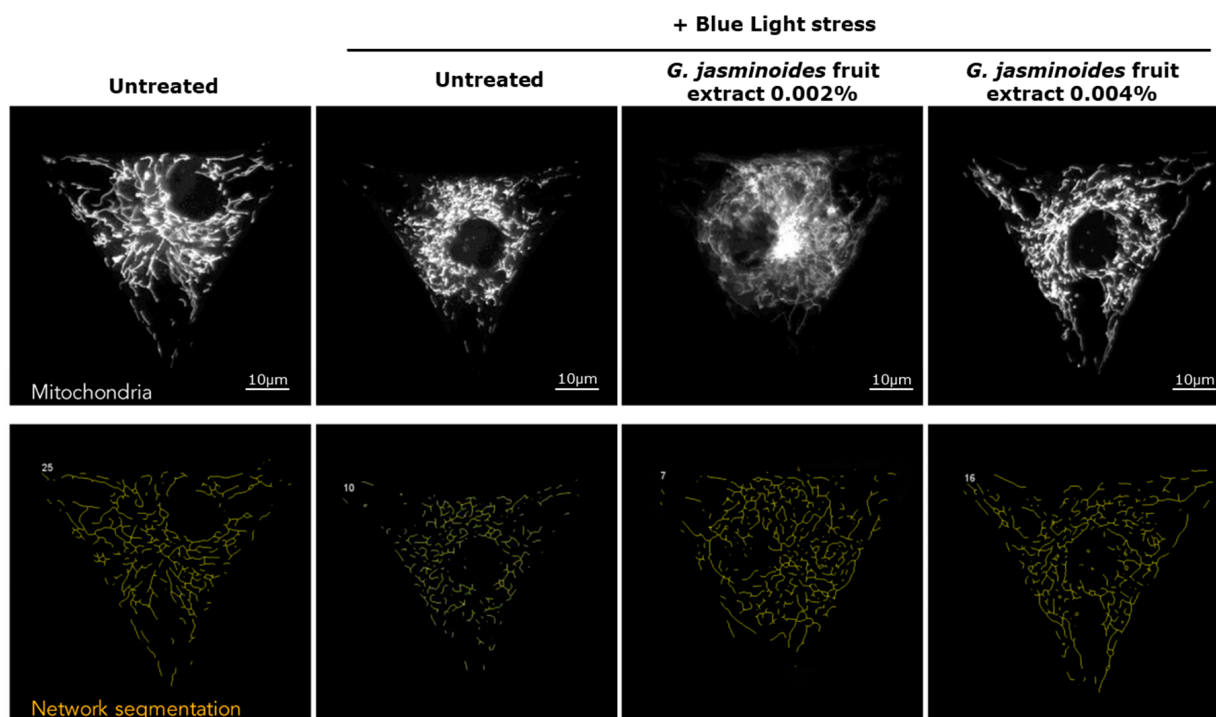 + Blue Light stress
Untreated
Untreated
G. jasminoides fruit
extract 0.002%
G. jasminoides fruit
extract 0.004%
Mitochondria
10µm
10µm
10µm
10µm
25
10
7
16
Network segmentation